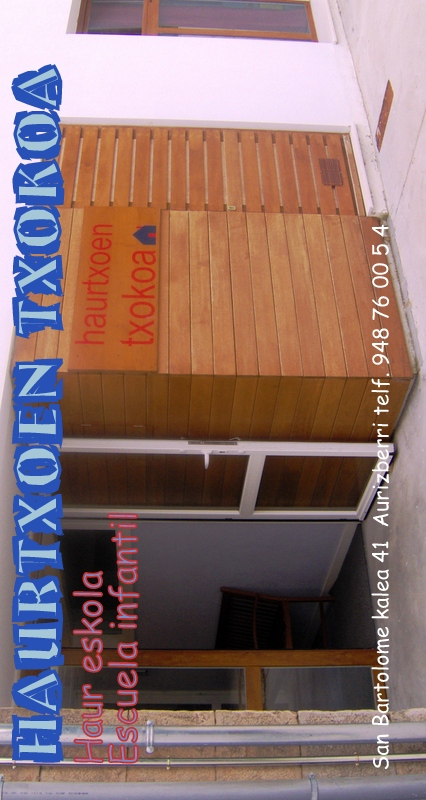 HAURTXOEN TXOKOA
haurtxoen
txokoa
Haur eskola
Escuela infantil
San Bartolome kalea 41 Aurizberri telf. 948 76 00 5 4